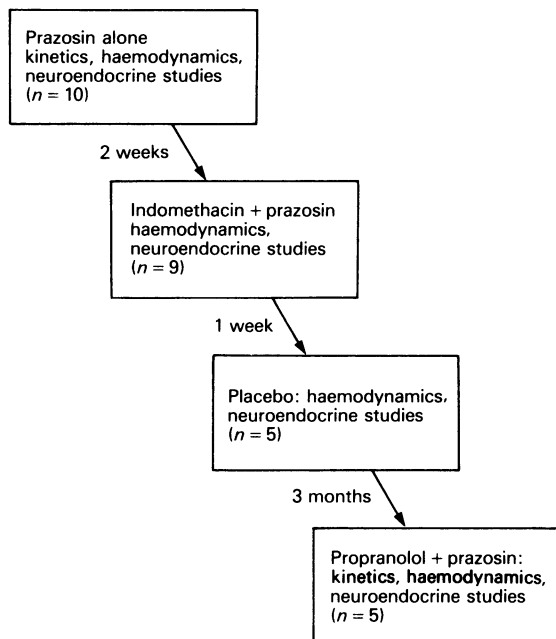 Prazosin alone
kinetics, haemodynamics,
neuroendocrine studies
(n = 10)
2 weeks
Indomethacin + prazosin
haemodynamics,
neuroendocrine studies
(n = 9)
1 week
Placebo: haemodynamics,
neuroendocrine studies
(n = 5)
3 months
Propranolol + prazosin:
kinetics, haemodynamics,
neuroendocrine studies
(n = 5)